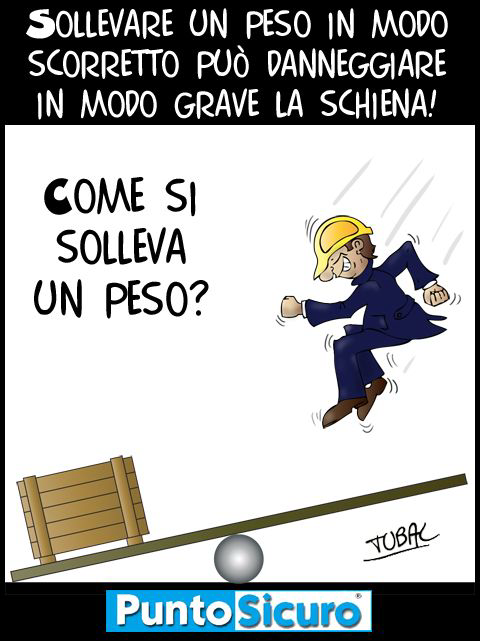 SOLLEVARE UN PESO IN MODO
SCORRETTO PUÒ DANNEGGIARE
IN MODO GRAVE LA SCHIENA!
COME SI
SOLLEVA
UN PESO?
TUBAL
PuntoSicuro®